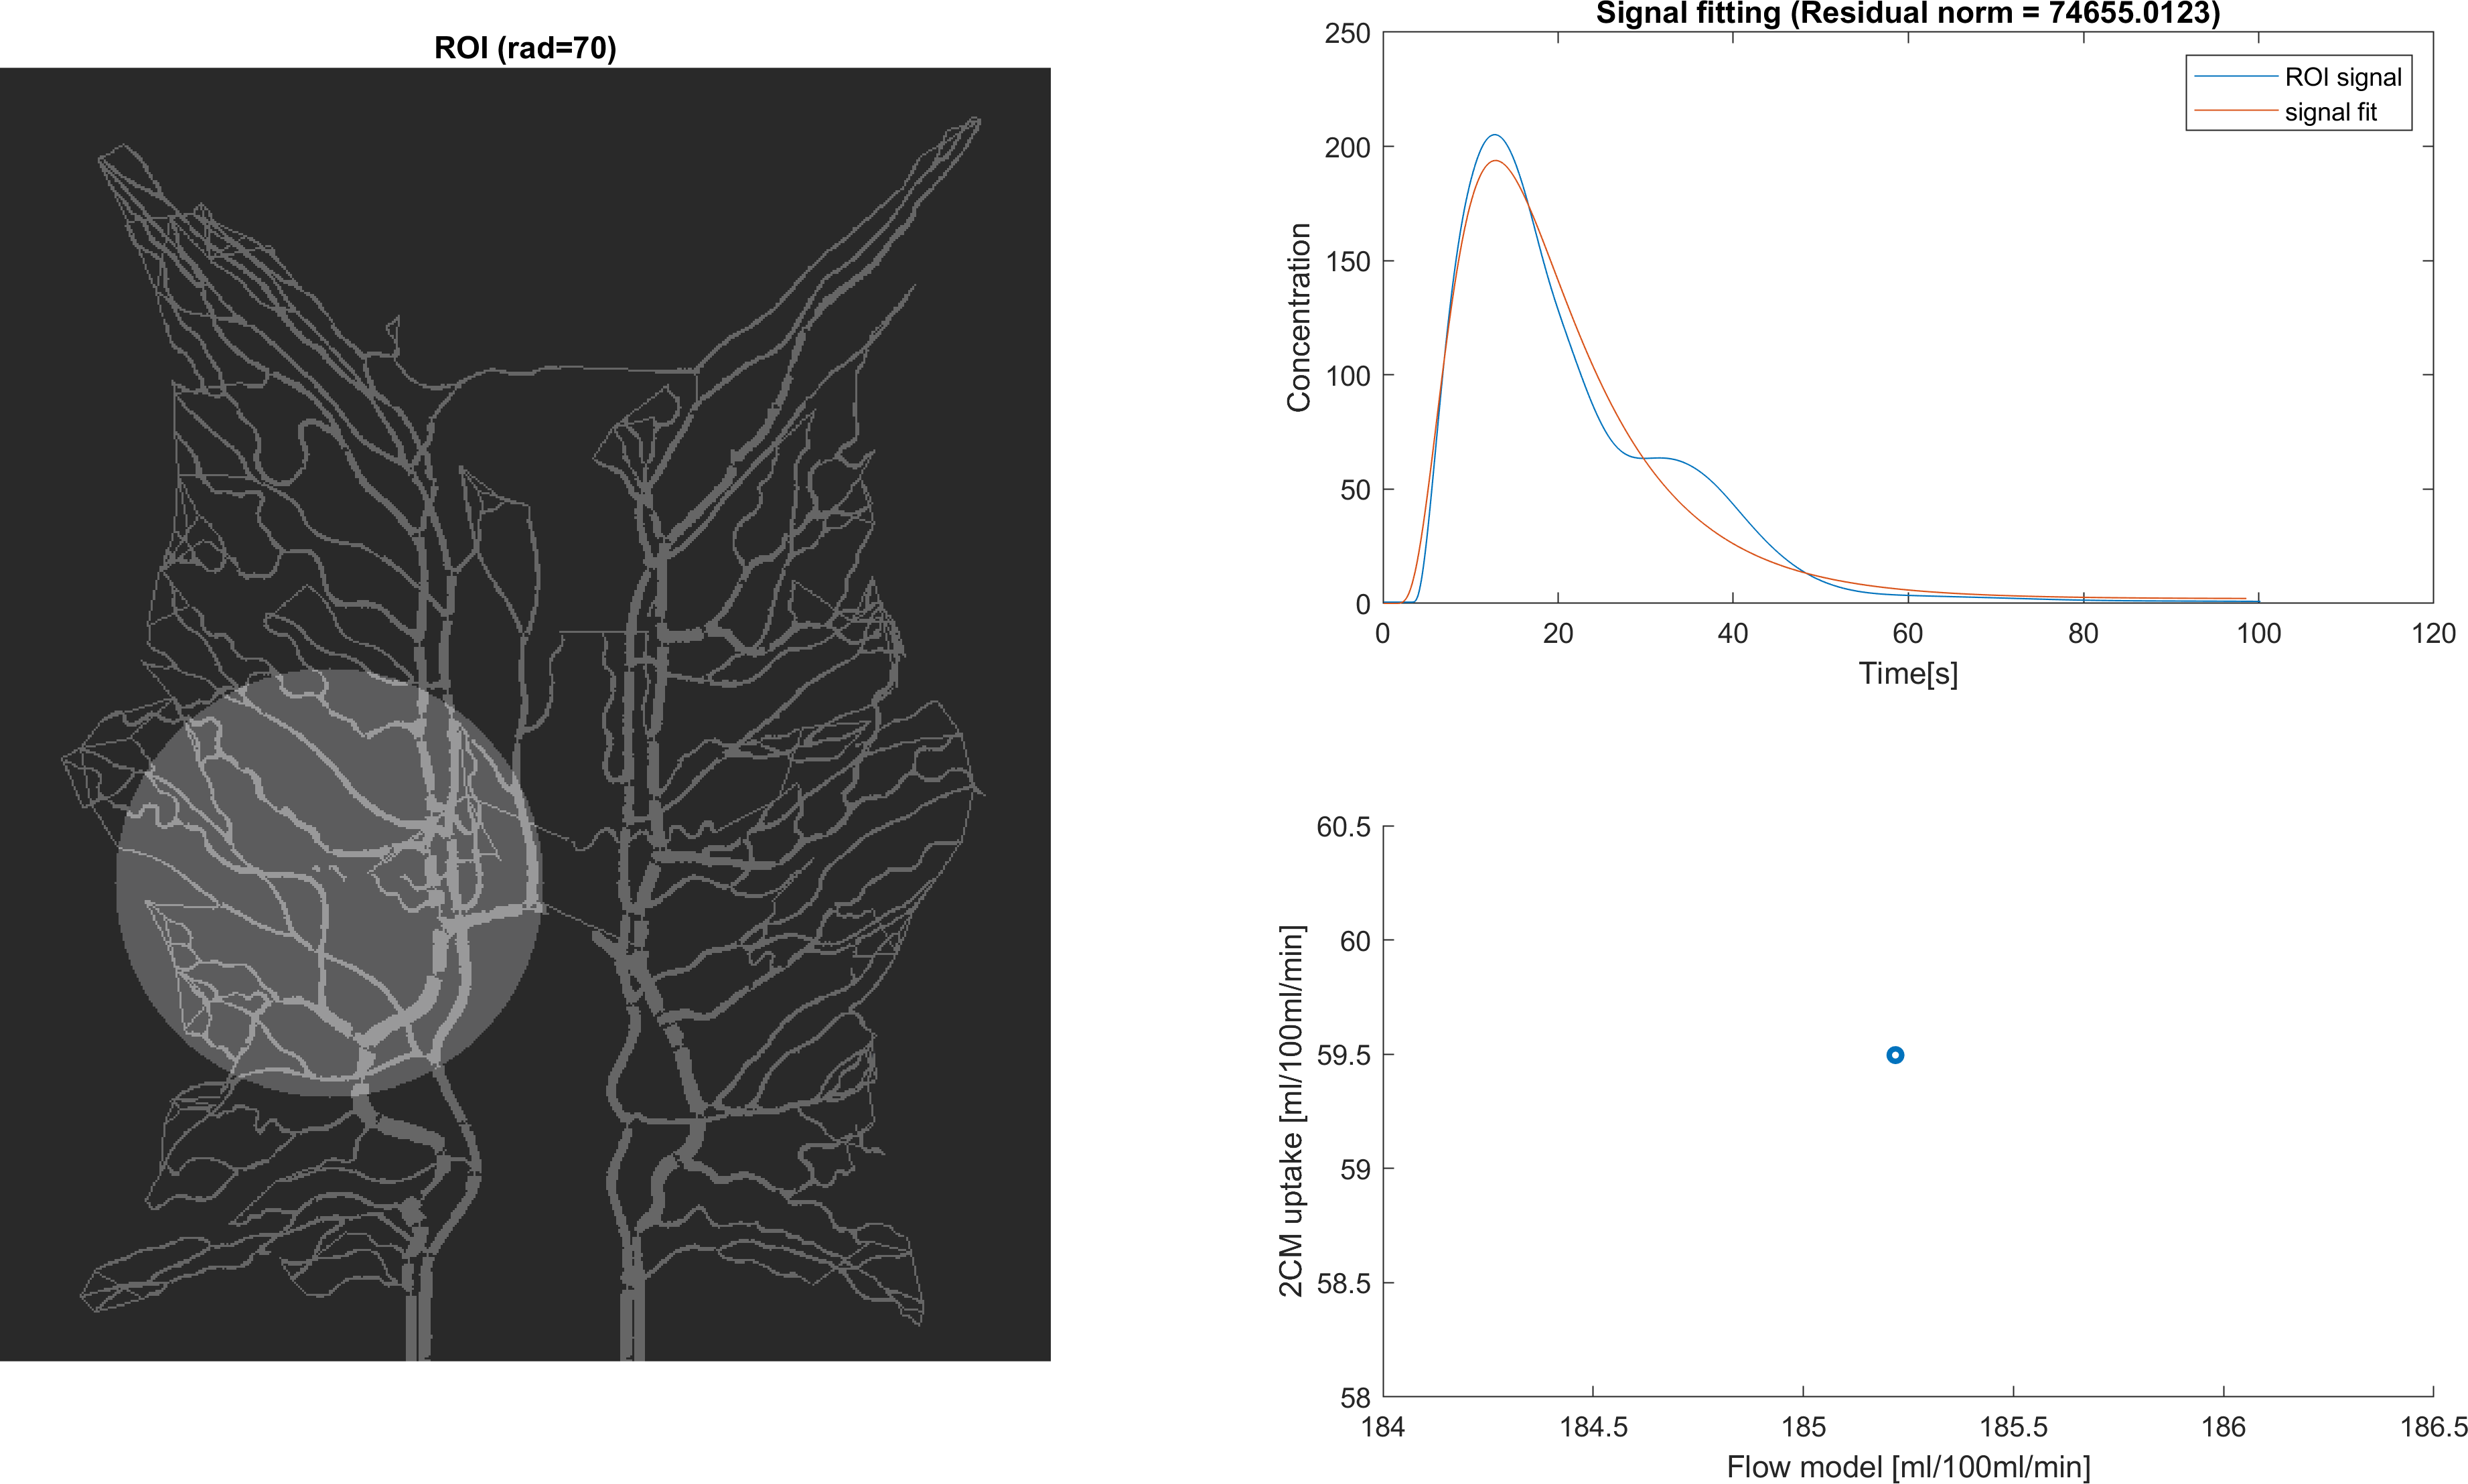 ROI (rad=70)
Signal fitting (Residual norm = 74655.0123)
250
200
150
100
50
0
Concentration
ROI signal
signal fit
0 20 40 60 80 100 120
Time[s]
60.5
60
59.5
59
58.5
58
2CM uptake [ml/100ml/min]
184 184.5 185 185.5 186 186.5
Flow model [ml/100ml/min]